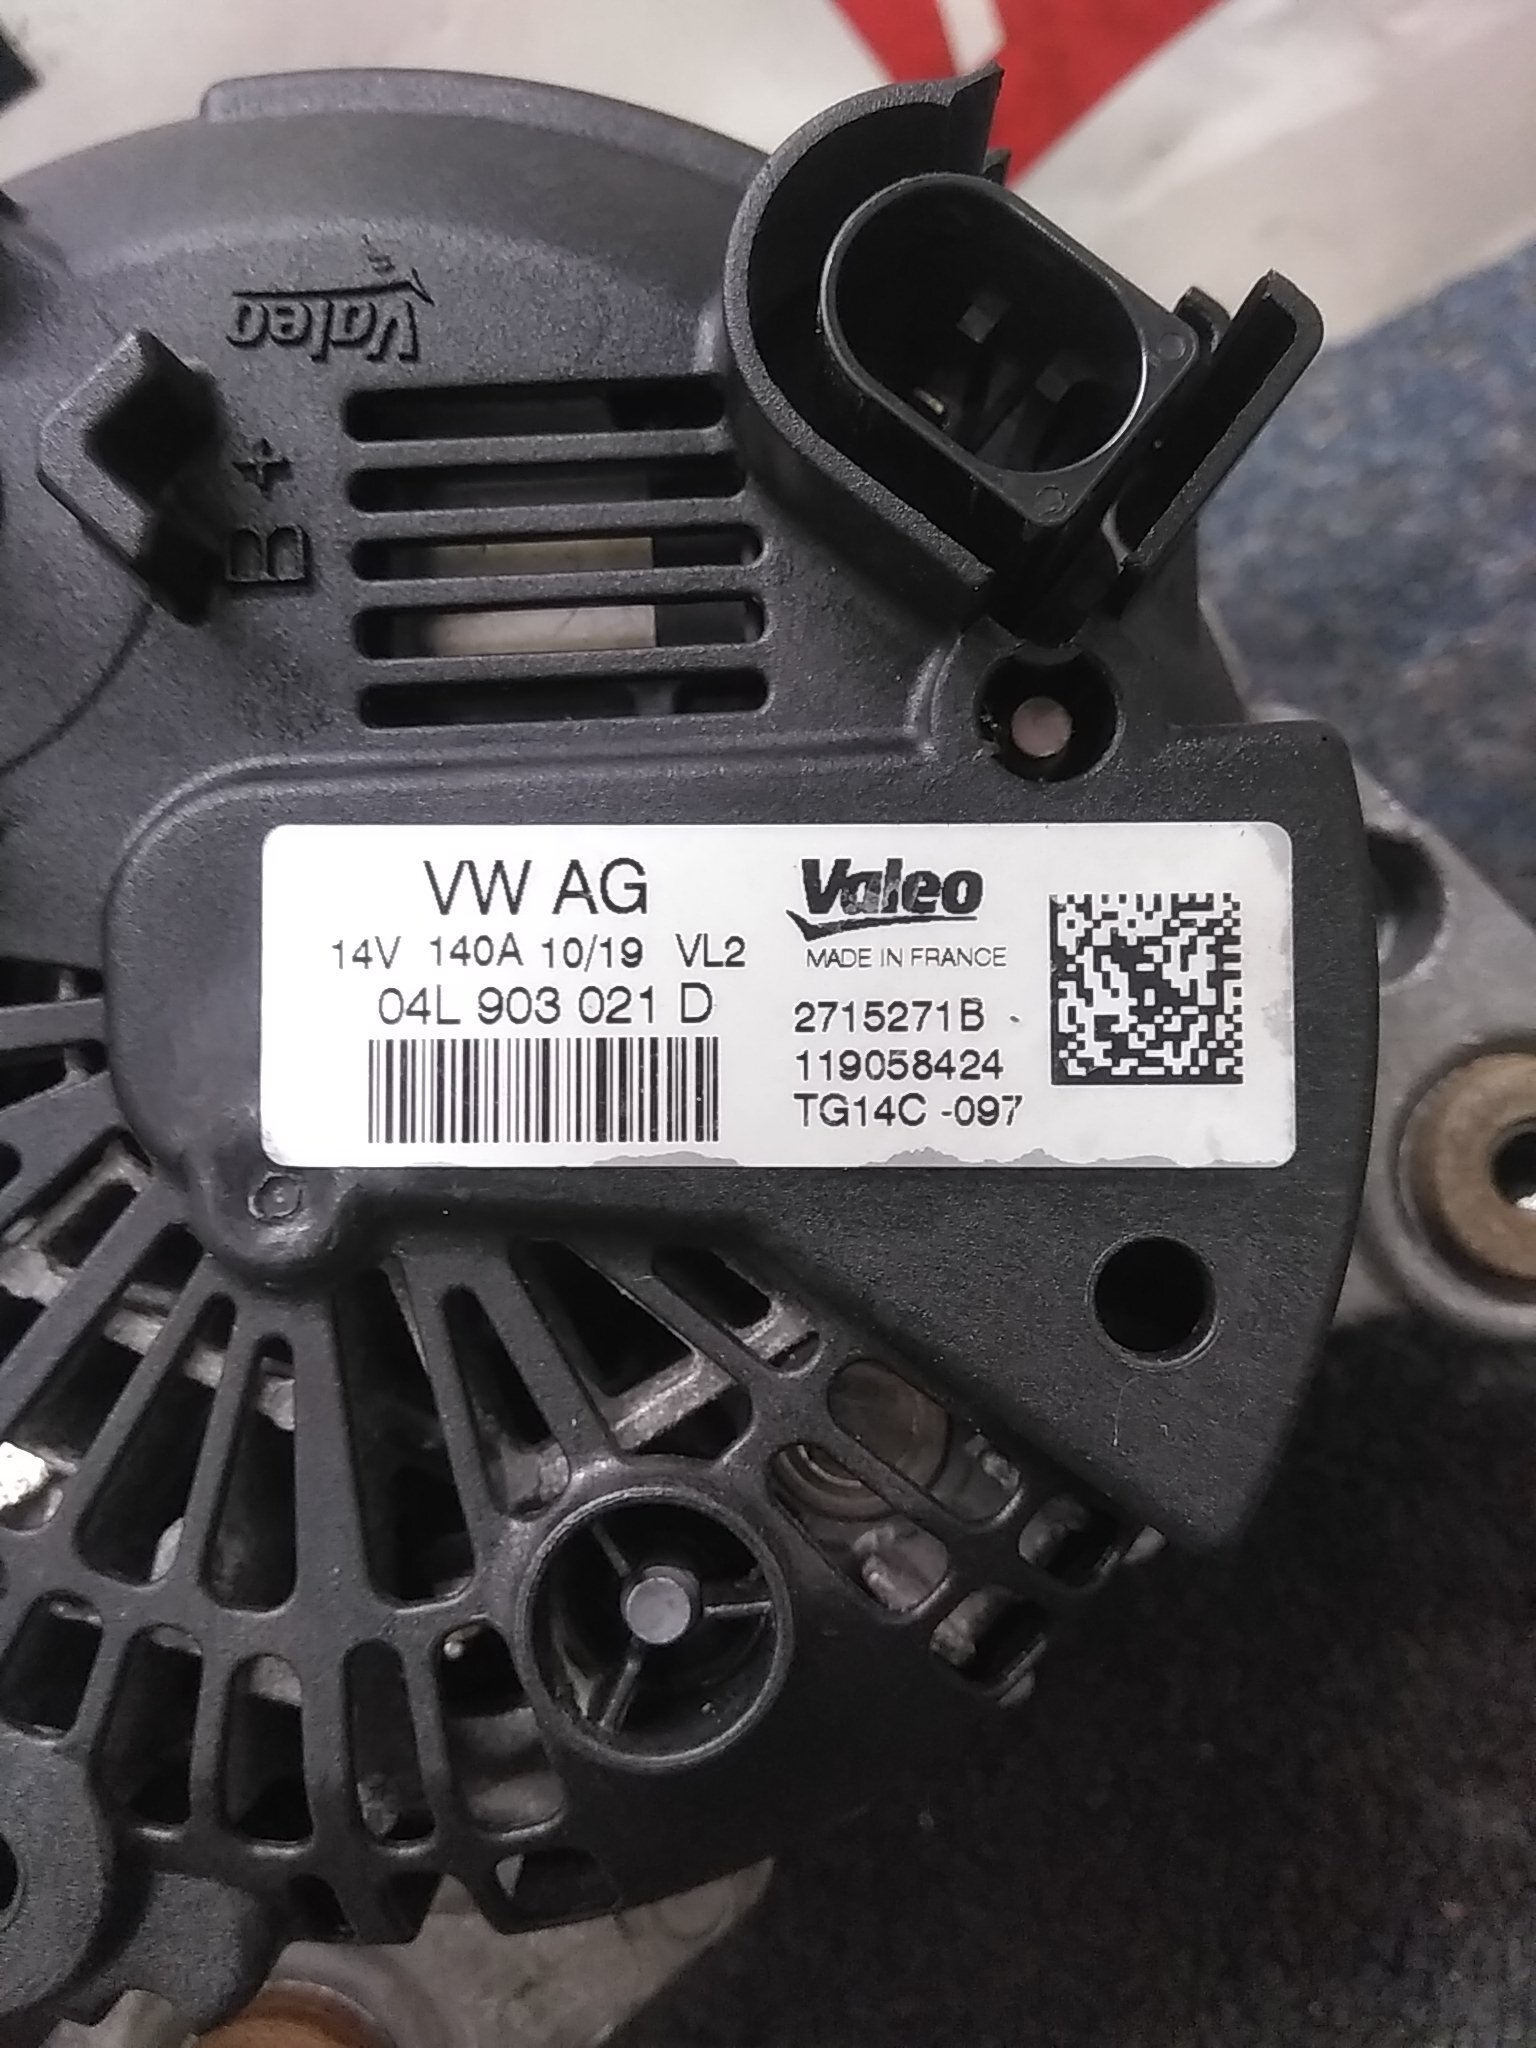 Valeo
B+
VW AG
14V 140A 10/19 VL2
04L 903 021 D
Valeo
MADE IN FRANCE
2715271B
119058424
TG14C -097